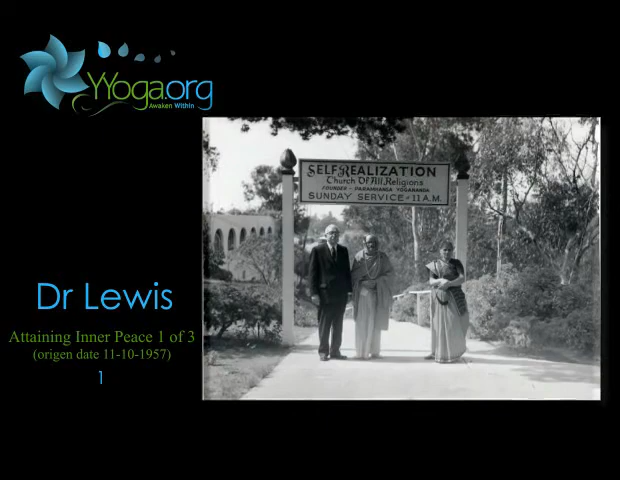 YYoga.org
Awaken Within
SELF REALIZATION
Church Of All Religions
FOUNDER - PARAMHANSA YOGANANDA
SUNDAY SERVICE - 11 A.M.
Dr Lewis
Attaining Inner Peace 1 of 3
(origen date 11-10-1957)
1